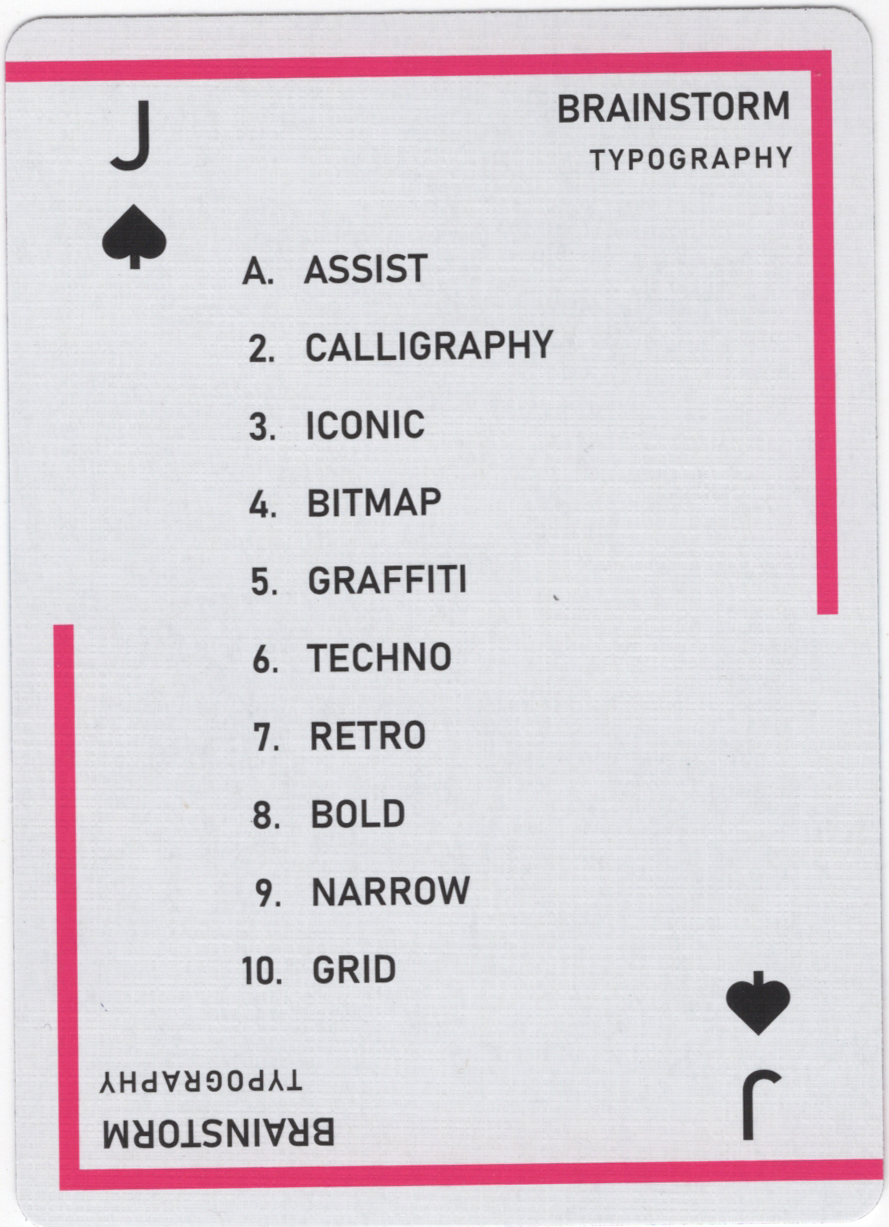 J
BRAINSTORM
TYPOGRAPHY
A. ASSIST
2. CALLIGRAPHY
3. ICONIC
4. BITMAP
5. GRAFFITI
6. TECHNO
7. RETRO
8. BOLD
9. NARROW
10. GRID
TYPOGRAPHY
BRAINSTORM
J